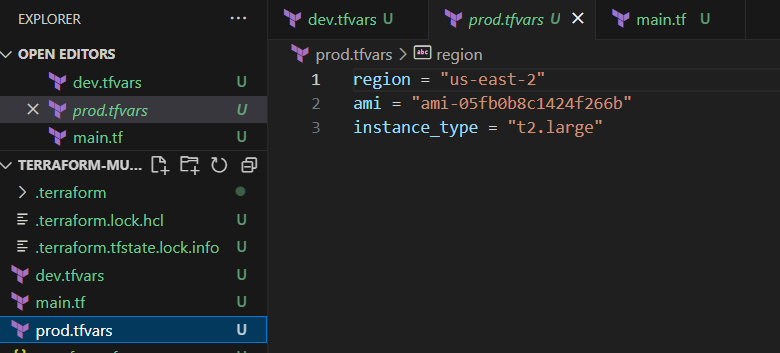 EXPLORER
OPEN EDITORS
dev.tfvars U
prod.tfvars U
main.tf U
TERRAFORM-MU...
.terraform
.terraform.lock.hcl U
.terraform.tfstate.lock.info U
dev.tfvars U
main.tf U
prod.tfvars U
dev.tfvars U
prod.tfvars U
main.tf U
prod.tfvars > abc region
1 region = "us-east-2"
2 ami = "ami-05fb0b8c1424f266b"
3 instance_type = "t2.large"